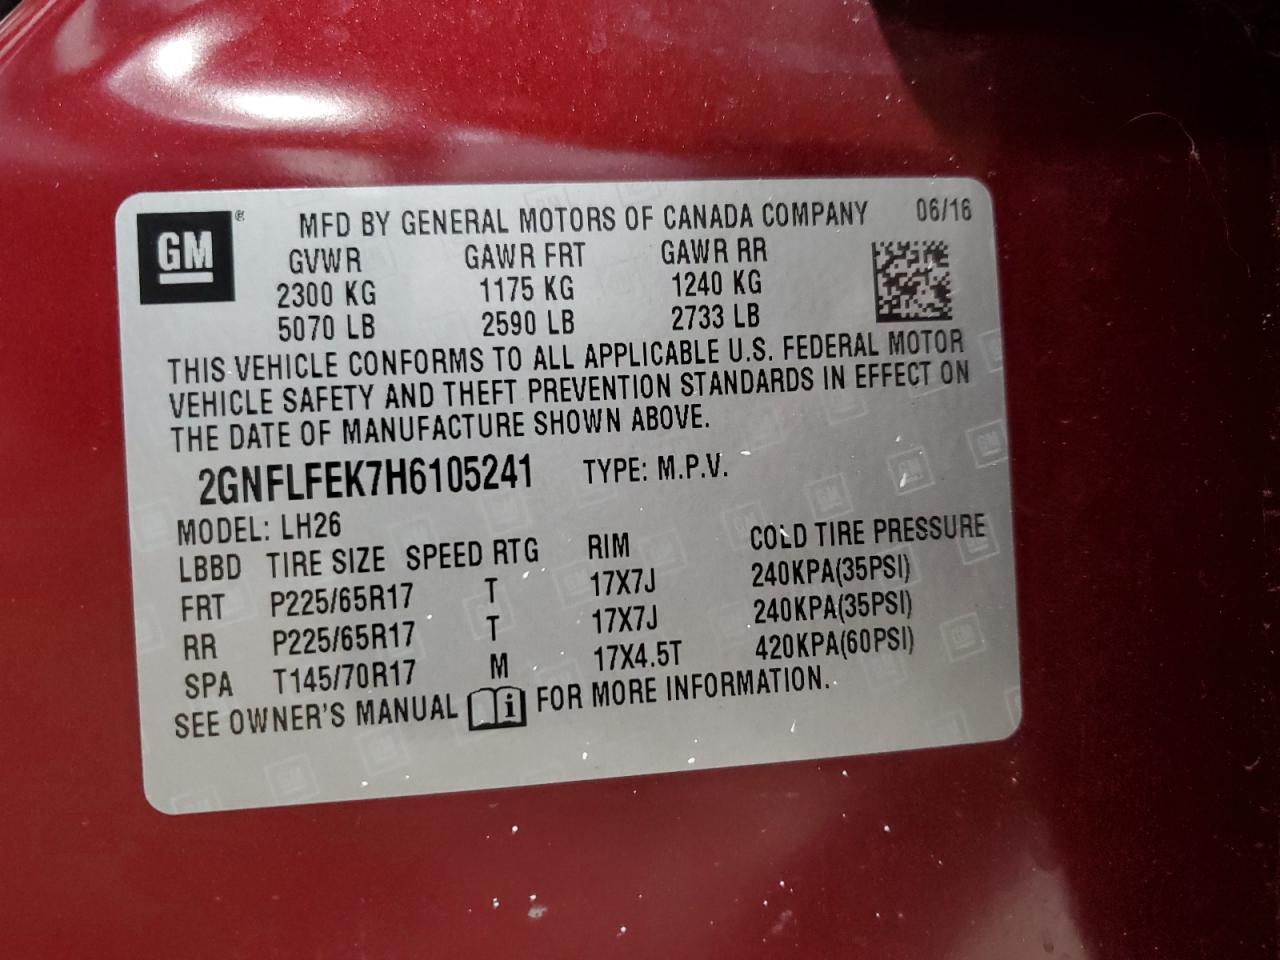 GM ® MFD BY GENERAL MOTORS OF CANADA COMPANY 06/16
GVWR GAWR FRT GAWR RR
2300 KG 1175 KG 1240 KG
5070 LB 2590 LB 2733 LB
THIS VEHICLE CONFORMS TO ALL APPLICABLE U.S. FEDERAL MOTOR
VEHICLE SAFETY AND THEFT PREVENTION STANDARDS IN EFFECT ON
THE DATE OF MANUFACTURE SHOWN ABOVE.
2GNFLFEK7H6105241 TYPE: M.P.V.
MODEL: LH26
LBBD TIRE SIZE SPEED RTG RIM COLD TIRE PRESSURE
FRT P225/65R17 T 17X7J 240KPA(35PSI)
RR P225/65R17 T 17X7J 240KPA(35PSI)
SPA T145/70R17 M 17X4.5T 420KPA(60PSI)
SEE OWNER'S MANUAL i FOR MORE INFORMATION.